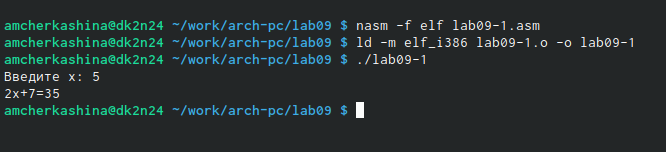 amcherkashina@dk2n24 ~/work/arch-pc/lab09 $ nasm -f elf lab09-1.asm
amcherkashina@dk2n24 ~/work/arch-pc/lab09 $ ld -m elf_i386 lab09-1.o -o lab09-1
amcherkashina@dk2n24 ~/work/arch-pc/lab09 $ ./lab09-1
Введите x: 5
2x+7=35
amcherkashina@dk2n24 ~/work/arch-pc/lab09 $